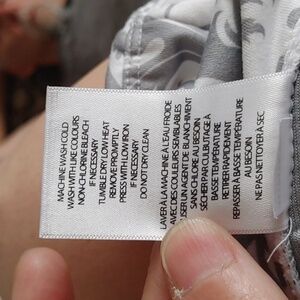 MACHINE WASH COLD
WASH WITH LIKE COLOURS
NON-CHLORINE BLEACH
IF NECESSARY
TUMBLE DRY LOW HEAT
REMOVE PROMPTLY
PRESS WITH LOW IRON
IF NECESSARY
DO NOT DRY CLEAN
LAVER À LA MACHINE À L'EAU FROIDE
AVEC DES COULEURS SEMBLABLES
USER UN AGENT DE BLANCHIMENT
SANS CHLORE AU BESOIN
SÉCHER PAR CULBUTAGE À
BASSE TEMPÉRATURE
RETIRER RAPIDEMENT
REPASSER À BASSE TEMPÉRATURE
AU BESOIN
NE PAS NETTOYER À SEC